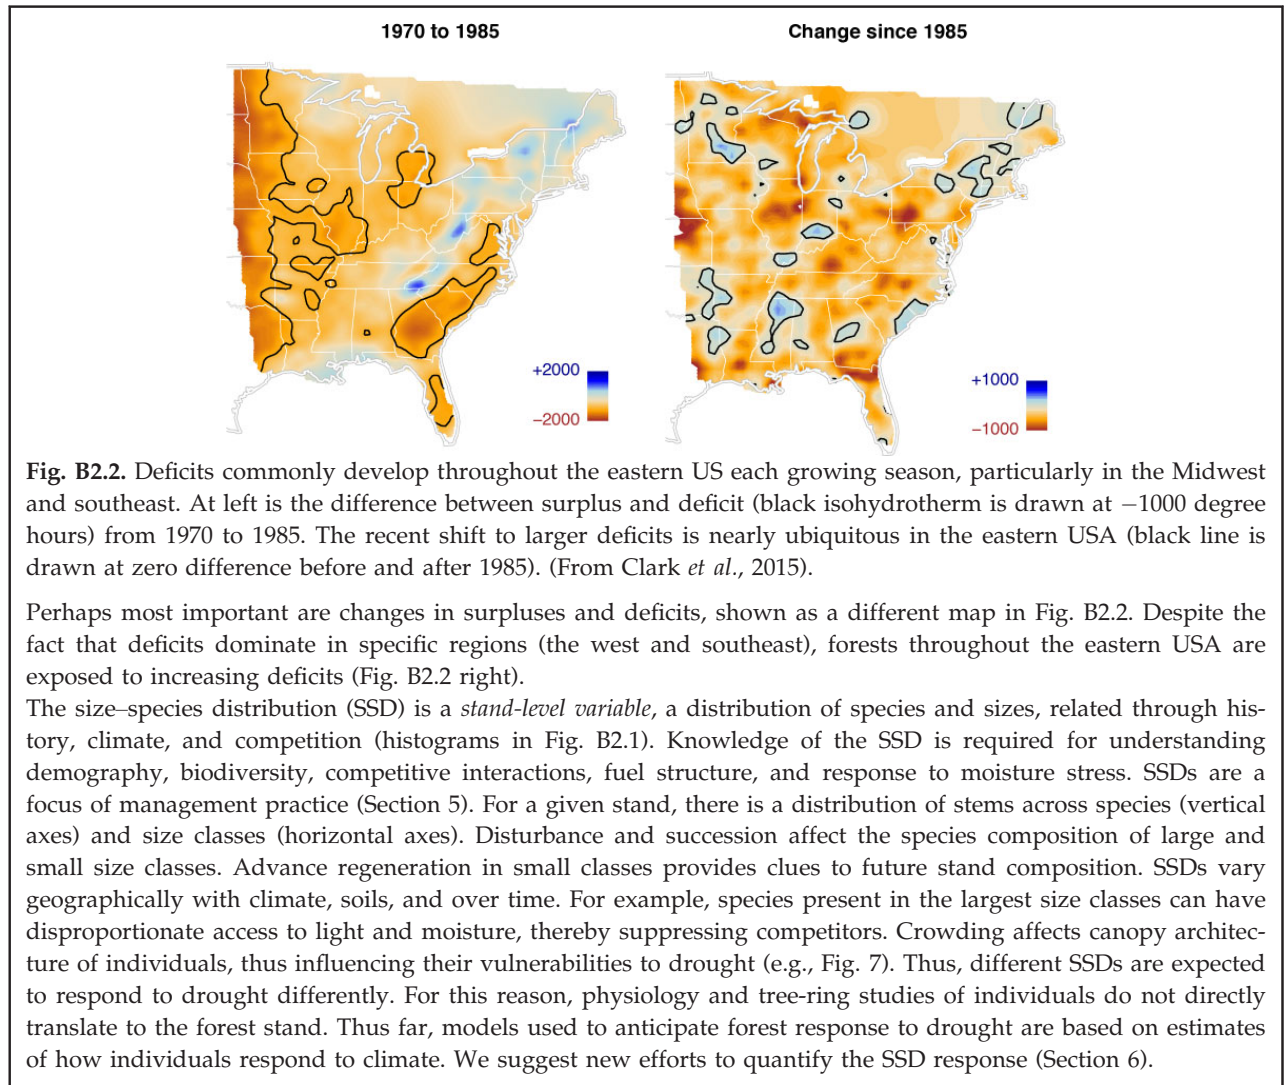 1970 to 1985
Change since 1985
+2000
−2000
+1000
−1000
Fig. B2.2. Deficits commonly develop throughout the eastern US each growing season, particularly in the Midwest
and southeast. At left is the difference between surplus and deficit (black isohydrotherm is drawn at −1000 degree
hours) from 1970 to 1985. The recent shift to larger deficits is nearly ubiquitous in the eastern USA (black line is
drawn at zero difference before and after 1985). (From Clark et al., 2015).
Perhaps most important are changes in surpluses and deficits, shown as a different map in Fig. B2.2. Despite the
fact that deficits dominate in specific regions (the west and southeast), forests throughout the eastern USA are
exposed to increasing deficits (Fig. B2.2 right).
The size–species distribution (SSD) is a stand-level variable, a distribution of species and sizes, related through his-
tory, climate, and competition (histograms in Fig. B2.1). Knowledge of the SSD is required for understanding
demography, biodiversity, competitive interactions, fuel structure, and response to moisture stress. SSDs are a
focus of management practice (Section 5). For a given stand, there is a distribution of stems across species (vertical
axes) and size classes (horizontal axes). Disturbance and succession affect the species composition of large and
small size classes. Advance regeneration in small classes provides clues to future stand composition. SSDs vary
geographically with climate, soils, and over time. For example, species present in the largest size classes can have
disproportionate access to light and moisture, thereby suppressing competitors. Crowding affects canopy architec-
ture of individuals, thus influencing their vulnerabilities to drought (e.g., Fig. 7). Thus, different SSDs are expected
to respond to drought differently. For this reason, physiology and tree-ring studies of individuals do not directly
translate to the forest stand. Thus far, models used to anticipate forest response to drought are based on estimates
of how individuals respond to climate. We suggest new efforts to quantify the SSD response (Section 6).